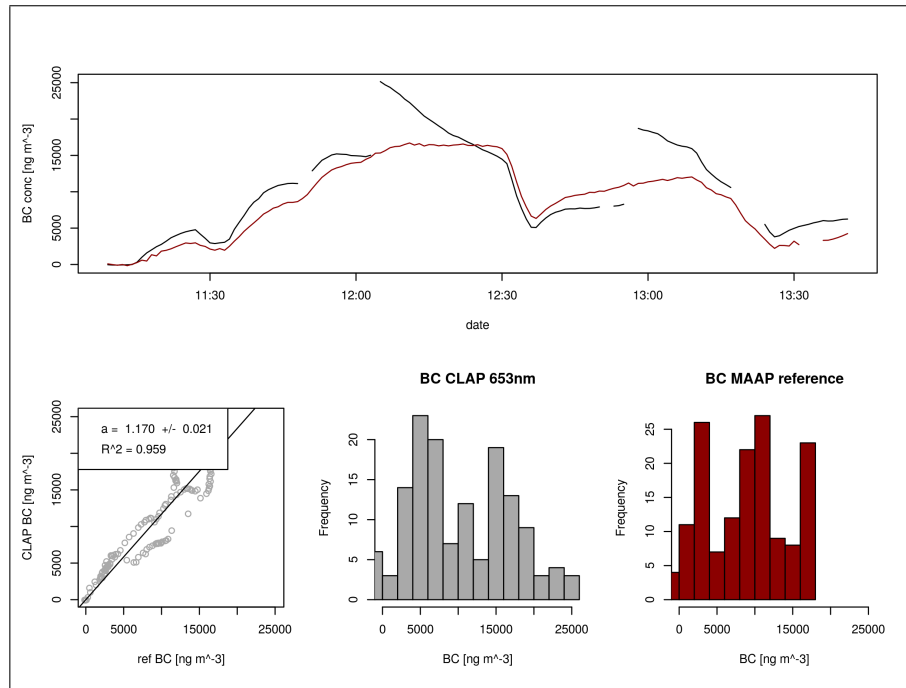 BC conc [ng m^-3]
25000
15000
5000
0
11:30 12:00 12:30 13:00 13:30
date
CLAP BC [ng m^-3]
25000
15000
5000
0
a = 1.170 +/- 0.021
R^2 = 0.959
0 5000 15000 25000
ref BC [ng m^-3]
BC CLAP 653nm
Frequency
20
15
10
5
0
0 5000 15000 25000
BC [ng m^-3]
BC MAAP reference
Frequency
25
20
15
10
5
0
0 5000 15000 25000
BC [ng m^-3]